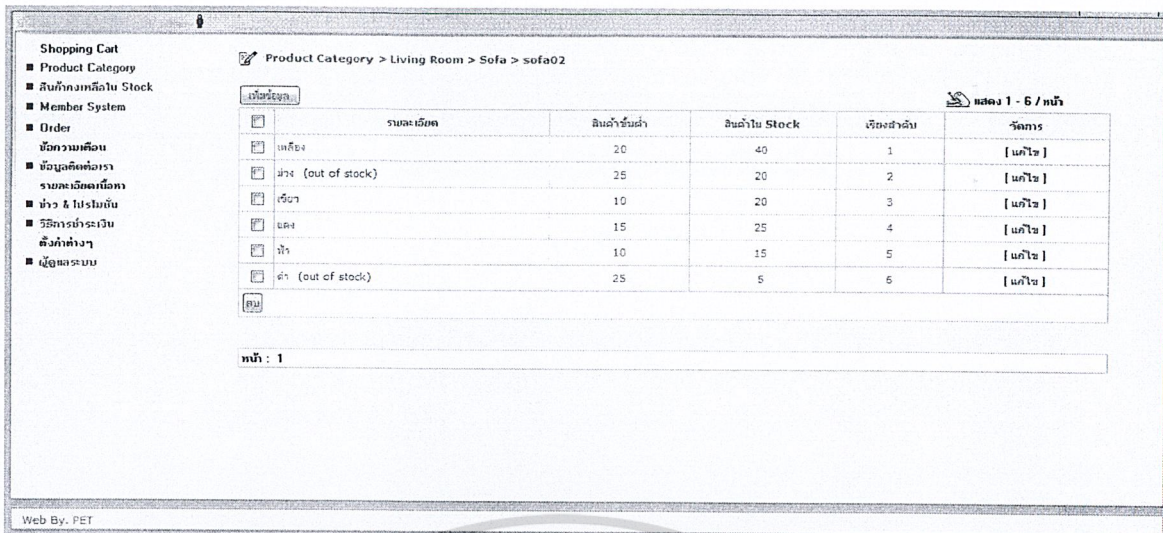 Shopping Cart
Product Category
สินค้าคงเหลือใน Stock
Member System
Order
ข้อความเตือน
ข้อมูลติดต่อเรา
รายละเอียดเนื้อหา
ข่าว & โปรโมชั่น
วิธีการชำระเงิน
ตั้งค่าต่างๆ
ผู้ดูแลระบบ
Product Category > Living Room > Sofa > sofa02
เพิ่มข้อมูล
แสดง 1 - 6 / หน้า
รายละเอียด สินค้าขั้นต่ำ สินค้าใน Stock เรียงลำดับ จัดการ
เหลือง 20 40 1 [ แก้ไข ]
ม่วง (out of stock) 25 20 2 [ แก้ไข ]
เขียว 10 20 3 [ แก้ไข ]
แดง 15 25 4 [ แก้ไข ]
ฟ้า 10 15 5 [ แก้ไข ]
ดำ (out of stock) 25 5 6 [ แก้ไข ]
ลบ
หน้า : 1
Web By. PET